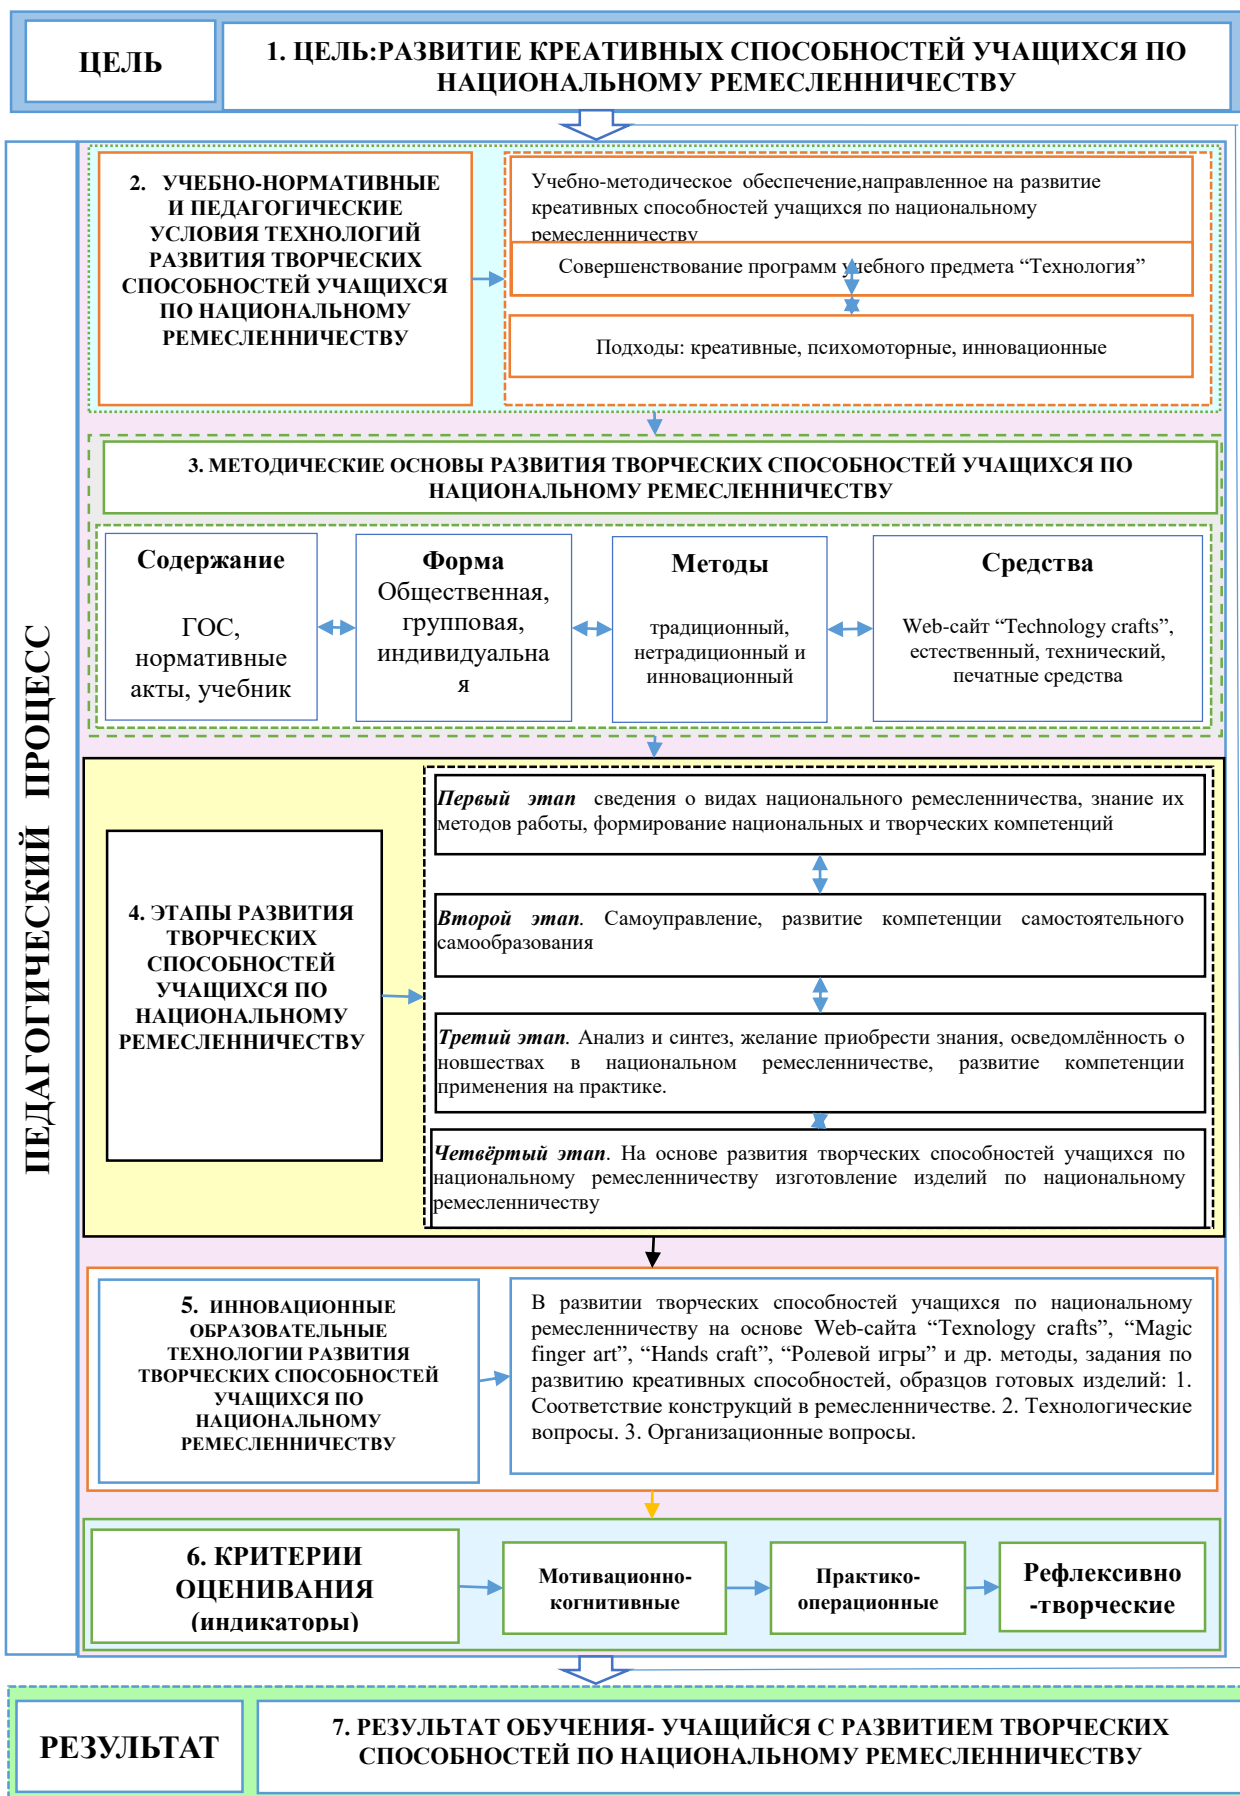 ЦЕЛЬ
1. ЦЕЛЬ:РАЗВИТИЕ КРЕАТИВНЫХ СПОСОБНОСТЕЙ УЧАЩИХСЯ ПО
НАЦИОНАЛЬНОМУ РЕМЕСЛЕННИЧЕСТВУ
ПЕДАГОГИЧЕСКИЙ ПРОЦЕСС
2. УЧЕБНО-НОРМАТИВНЫЕ
И ПЕДАГОГИЧЕСКИЕ
УСЛОВИЯ ТЕХНОЛОГИЙ
РАЗВИТИЯ ТВОРЧЕСКИХ
СПОСОБНОСТЕЙ УЧАЩИХСЯ
ПО НАЦИОНАЛЬНОМУ
РЕМЕСЛЕННИЧЕСТВУ
Учебно-методическое обеспечение,направленное на развитие
креативных способностей учащихся по национальному
ремесленничеству
Совершенствование программ учебного предмета “Технология”
Подходы: креативные, психомоторные, инновационные
3. МЕТОДИЧЕСКИЕ ОСНОВЫ РАЗВИТИЯ ТВОРЧЕСКИХ СПОСОБНОСТЕЙ УЧАЩИХСЯ ПО
НАЦИОНАЛЬНОМУ РЕМЕСЛЕННИЧЕСТВУ
Содержание
ГОС,
нормативные
акты, учебник
Форма
Общественная,
групповая,
индивидуальна
я
Методы
традиционный,
нетрадиционный и
инновационный
Средства
Web-сайт “Technology crafts”,
естественный, технический,
печатные средства
4. ЭТАПЫ РАЗВИТИЯ
ТВОРЧЕСКИХ
СПОСОБНОСТЕЙ
УЧАЩИХСЯ ПО
НАЦИОНАЛЬНОМУ
РЕМЕСЛЕННИЧЕСТВУ
Первый этап сведения о видах национального ремесленничества, знание их
методов работы, формирование национальных и творческих компетенций
Второй этап. Самоуправление, развитие компетенции самостоятельного
самообразования
Третий этап. Анализ и синтез, желание приобрести знания, осведомлённость о
новшествах в национальном ремесленничестве, развитие компетенции
применения на практике.
Четвёртый этап. На основе развития творческих способностей учащихся по
национальному ремесленничеству изготовление изделий по национальному
ремесленничеству
5. ИННОВАЦИОННЫЕ
ОБРАЗОВАТЕЛЬНЫЕ
ТЕХНОЛОГИИ РАЗВИТИЯ
ТВОРЧЕСКИХ СПОСОБНОСТЕЙ
УЧАЩИХСЯ ПО
НАЦИОНАЛЬНОМУ
РЕМЕСЛЕННИЧЕСТВУ
В развитии творческих способностей учащихся по национальному
ремесленничеству на основе Web-сайта “Texnology crafts”, “Magic
finger art”, “Hands craft”, “Ролевой игры” и др. методы, задания по
развитию креативных способностей, образцов готовых изделий: 1.
Соответствие конструкций в ремесленничестве. 2. Технологические
вопросы. 3. Организационные вопросы.
6. КРИТЕРИИ
ОЦЕНИВАНИЯ
(индикаторы)
Мотивационно-
когнитивные
Практико-
операционные
Рефлексивно
-творческие
РЕЗУЛЬТАТ
7. РЕЗУЛЬТАТ ОБУЧЕНИЯ- УЧАЩИЙСЯ С РАЗВИТИЕМ ТВОРЧЕСКИХ
СПОСОБНОСТЕЙ ПО НАЦИОНАЛЬНОМУ РЕМЕСЛЕННИЧЕСТВУ